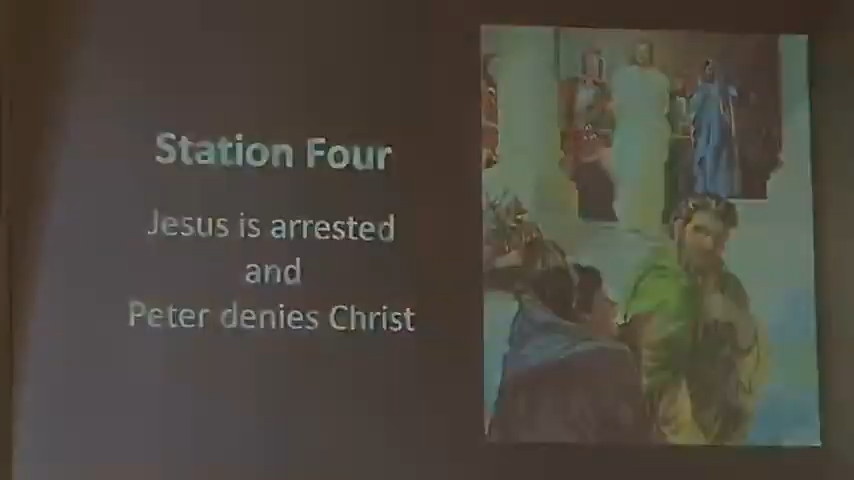 Station Four
Jesus is arrested
and
Peter denies Christ